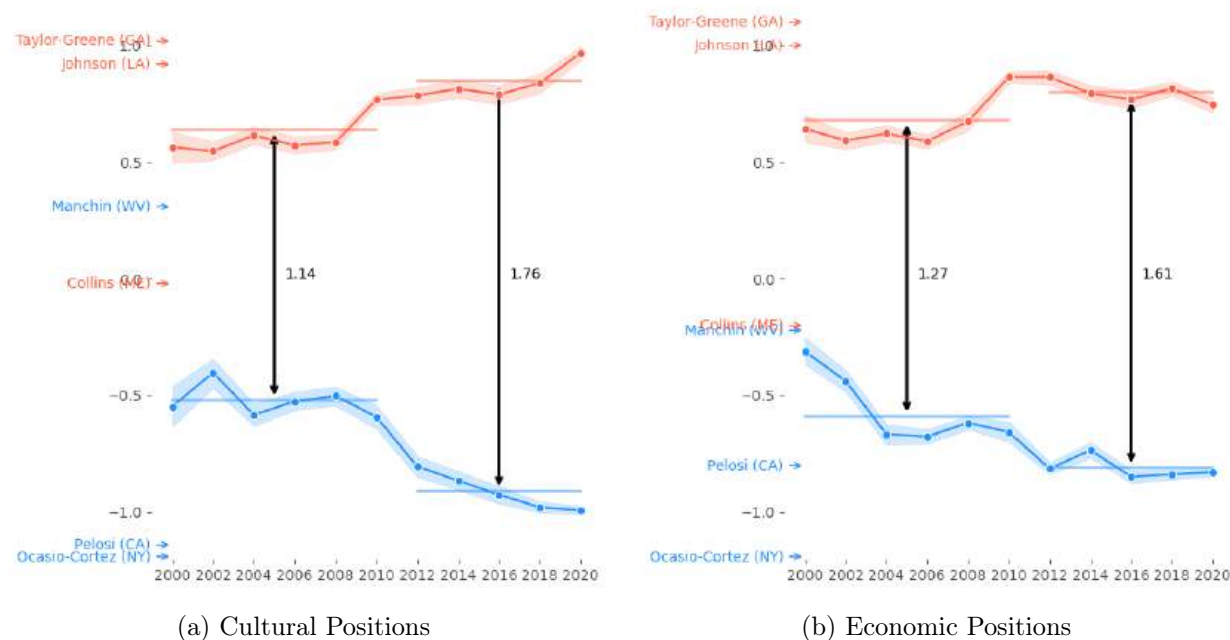 Taylor-Greene (GA)
1.0
Johnson (LA)
0.5
Manchin (WV)
Collins (ME)
0.0
1.14
1.76
−0.5
−1.0
Pelosi (CA)
Ocasio-Cortez (NY)
2000 2002 2004 2006 2008 2010 2012 2014 2016 2018 2020
(a) Cultural Positions
Taylor-Greene (GA)
Johnson (LA)
1.0
0.5
0.0
1.27
1.61
Collins (ME)
Manchin (WV)
−0.5
Pelosi (CA)
−1.0
Ocasio-Cortez (NY)
2000 2002 2004 2006 2008 2010 2012 2014 2016 2018 2020
(b) Economic Positions